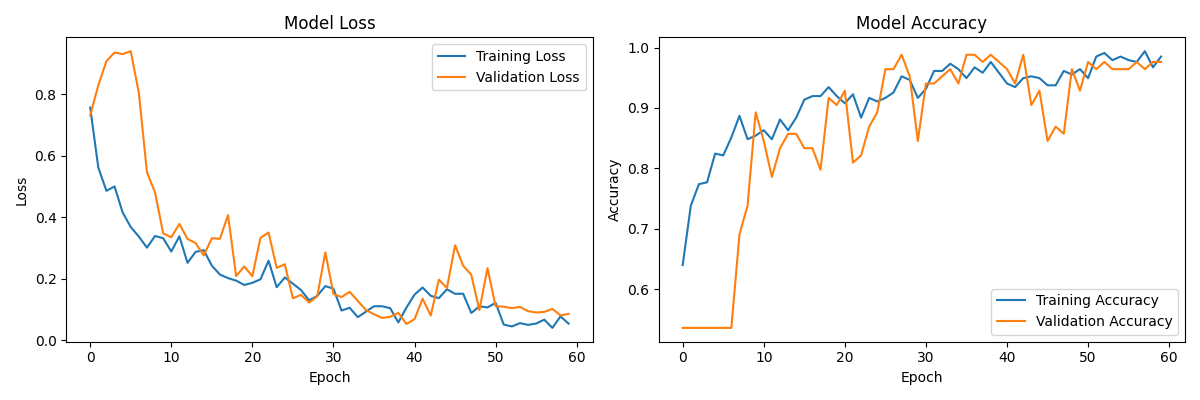 Model Loss
Training Loss
Validation Loss
Loss
0.8
0.6
0.4
0.2
0.0
0 10 20 30 40 50 60
Epoch
Model Accuracy
Training Accuracy
Validation Accuracy
Accuracy
1.0
0.9
0.8
0.7
0.6
0 10 20 30 40 50 60
Epoch